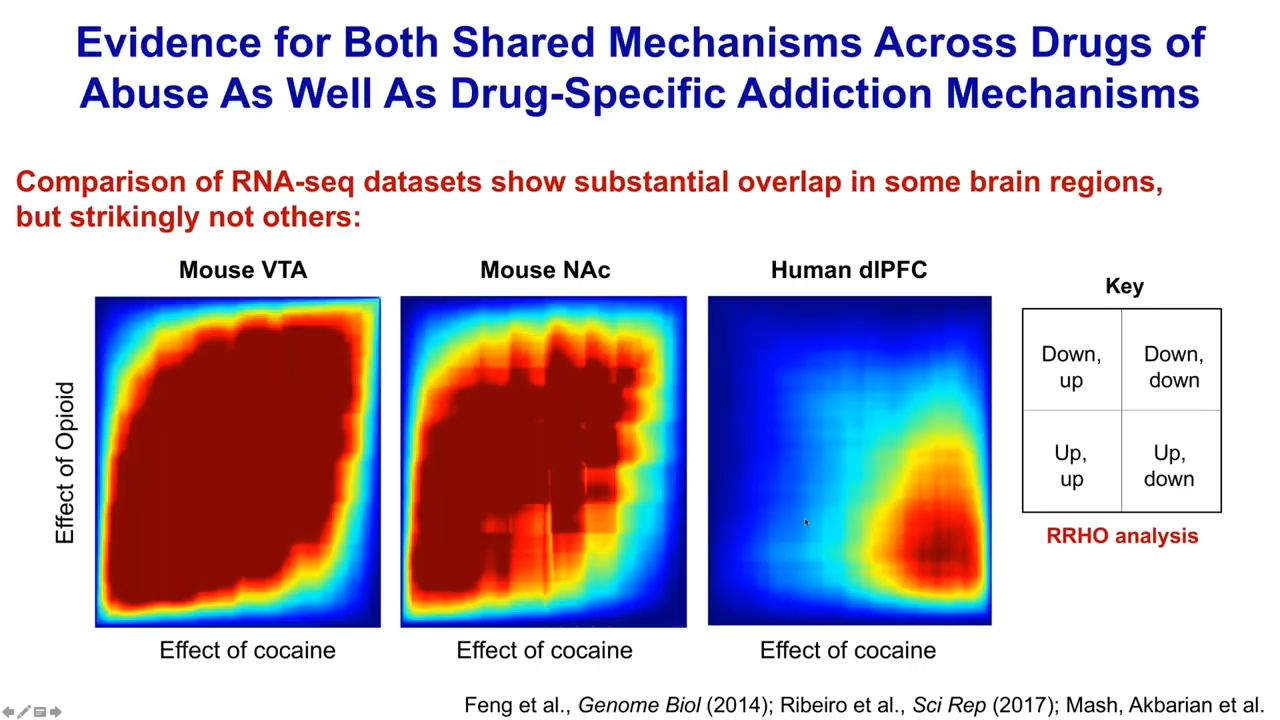 Evidence for Both Shared Mechanisms Across Drugs of
Abuse As Well As Drug-Specific Addiction Mechanisms
Comparison of RNA-seq datasets show substantial overlap in some brain regions,
but strikingly not others:
Mouse VTA
Mouse NAc
Human dlPFC
Key
Effect of Opioid
Down,
up
Down,
down
Up,
up
Up,
down
RRHO analysis
Effect of cocaine
Effect of cocaine
Effect of cocaine
Feng et al., Genome Biol (2014); Ribeiro et al., Sci Rep (2017); Mash, Akbarian et al.